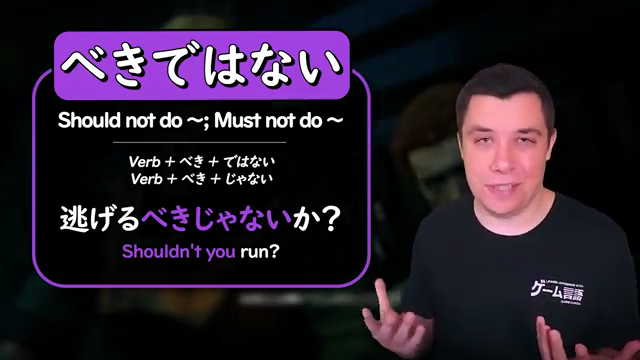 べきではない
Should not do ～; Must not do ～
Verb + べき + ではない
Verb + べき + じゃない
逃げるべきじゃないか？
Shouldn't you run?
ゲーム言語